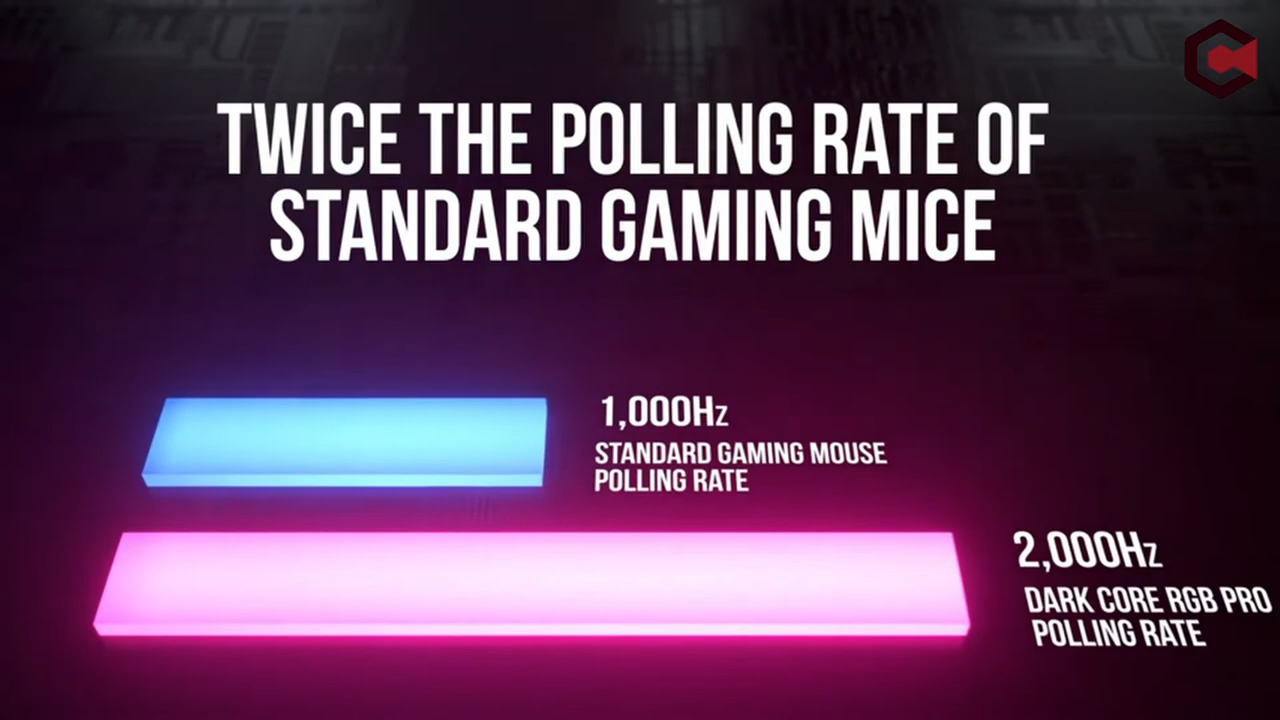 TWICE THE POLLING RATE OF
STANDARD GAMING MICE
1,000Hz
STANDARD GAMING MOUSE
POLLING RATE
2,000Hz
DARK CORE RGB PRO
POLLING RATE